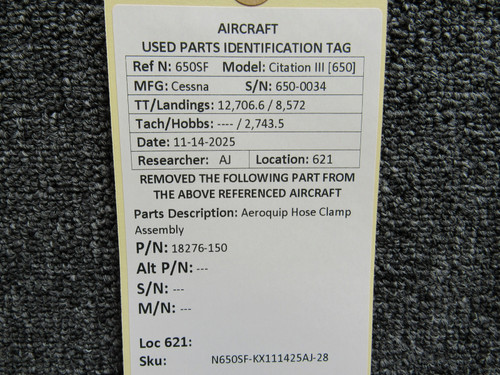 AIRCRAFT
USED PARTS IDENTIFICATION TAG
Ref N: 650SF Model: Citation III [650]
MFG: Cessna S/N: 650-0034
TT/Landings: 12,706.6 / 8,572
Tach/Hobbs: ---- / 2,743.5
Date: 11-14-2025
Researcher: AJ Location: 621
REMOVED THE FOLLOWING PART FROM
THE ABOVE REFERENCED AIRCRAFT
Parts Description: Aeroquip Hose Clamp
Assembly
P/N: 18276-150
Alt P/N: ---
S/N: ---
M/N: ---
Loc 621:
Sku: N650SF-KX111425AJ-28